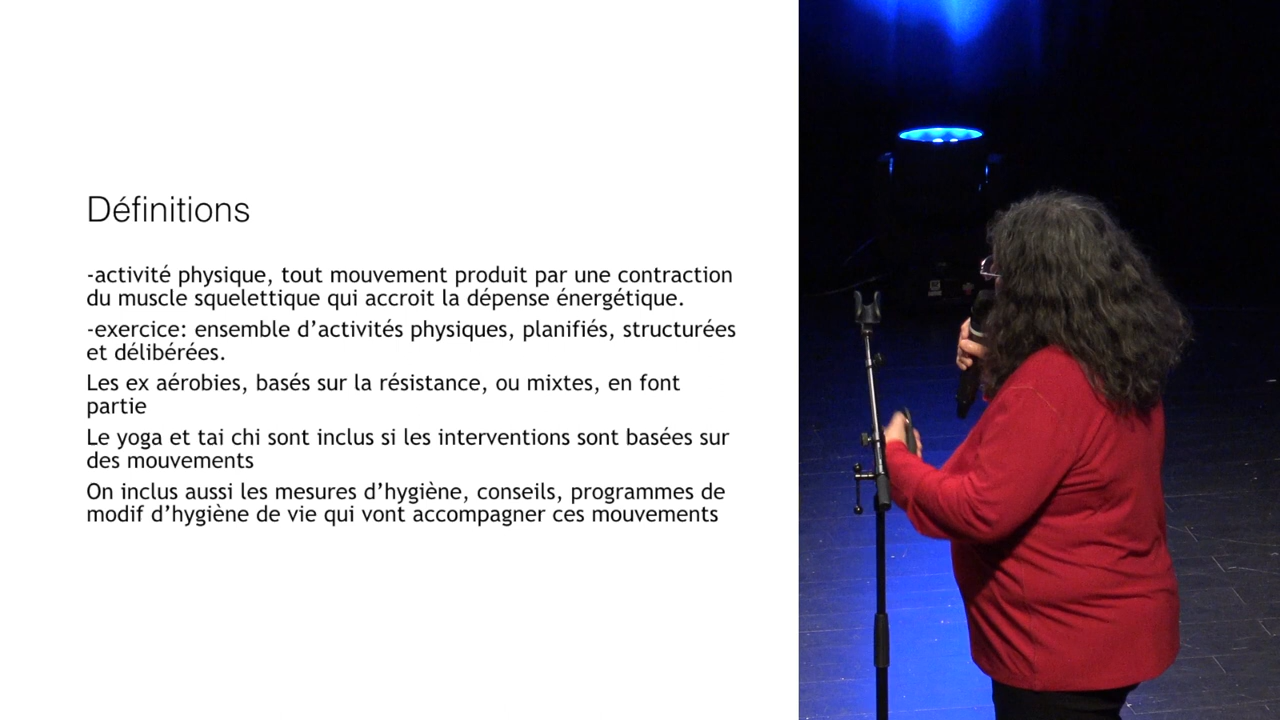 Définitions
-activité physique, tout mouvement produit par une contraction
du muscle squelettique qui accroit la dépense énergétique.
-exercice: ensemble d’activités physiques, planifiés, structurées
et délibérées.
Les ex aérobies, basés sur la résistance, ou mixtes, en font
partie
Le yoga et tai chi sont inclus si les interventions sont basées sur
des mouvements
On inclus aussi les mesures d’hygiène, conseils, programmes de
modif d’hygiène de vie qui vont accompagner ces mouvements